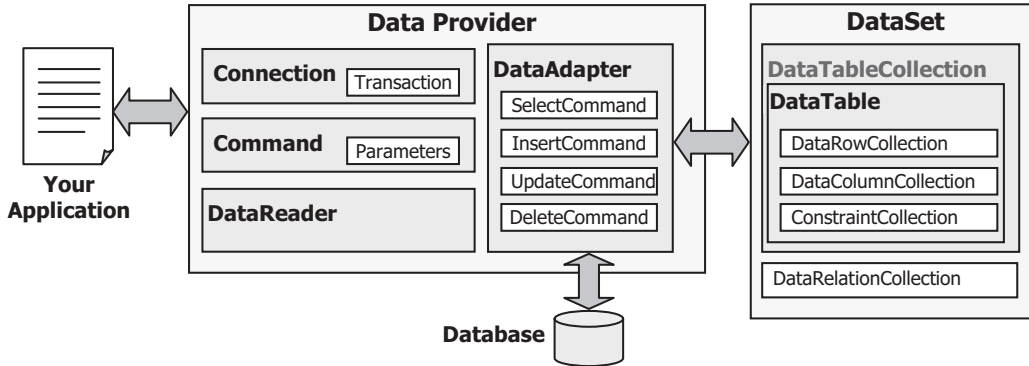 Data Provider
Connection
Transaction
Command
Parameters
DataReader
DataAdapter
SelectCommand
InsertCommand
UpdateCommand
DeleteCommand
Your
Application
Database
DataSet
DataTableCollection
DataTable
DataRowCollection
DataColumnCollection
ConstraintCollection
DataRelationCollection